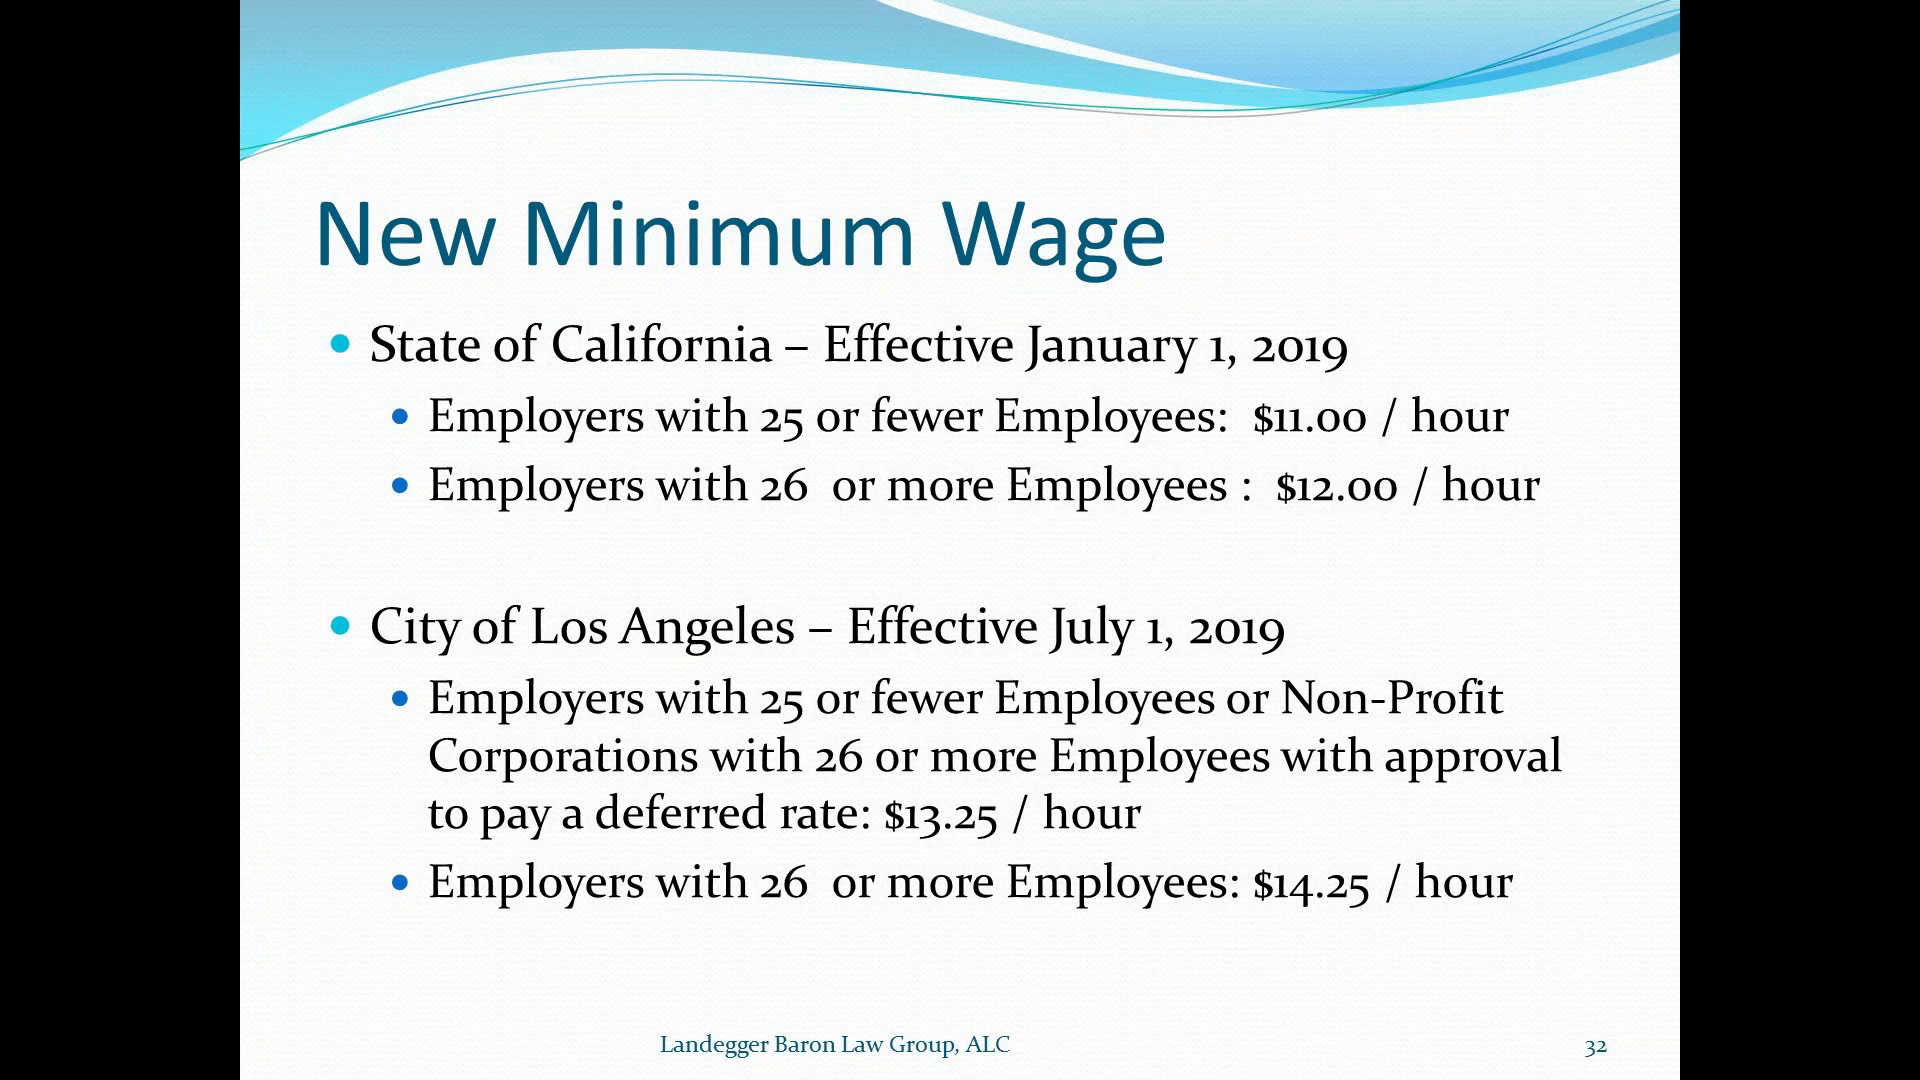 New Minimum Wage
• State of California – Effective January 1, 2019
• Employers with 25 or fewer Employees:  $11.00 / hour
• Employers with 26  or more Employees :  $12.00 / hour
• City of Los Angeles – Effective July 1, 2019
• Employers with 25 or fewer Employees or Non-Profit
Corporations with 26 or more Employees with approval
to pay a deferred rate: $13.25 / hour
• Employers with 26  or more Employees: $14.25 / hour
Landegger Baron Law Group, ALC
32